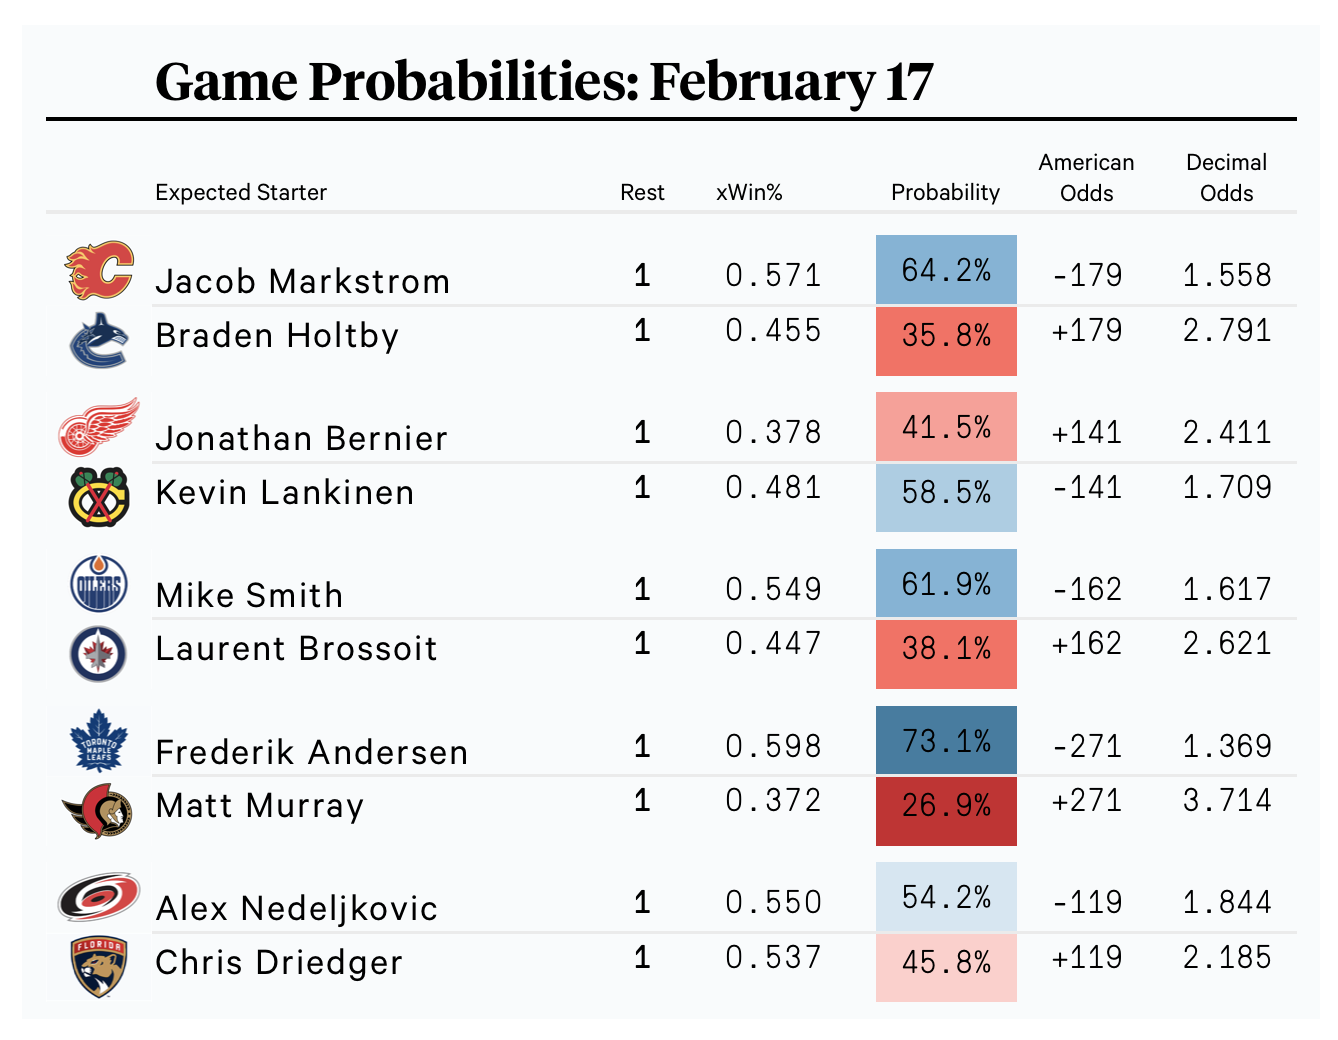 Game Probabilities: February 17
Expected Starter Rest xWin% Probability American Odds Decimal Odds
Jacob Markstrom 1 0.571 64.2% -179 1.558
Braden Holtby 1 0.455 35.8% +179 2.791
Jonathan Bernier 1 0.378 41.5% +141 2.411
Kevin Lankinen 1 0.481 58.5% -141 1.709
OILERS
Mike Smith 1 0.549 61.9% -162 1.617
Laurent Brossoit 1 0.447 38.1% +162 2.621
TORONTO
MAPLE
LEAFS
Frederik Andersen 1 0.598 73.1% -271 1.369
Matt Murray 1 0.372 26.9% +271 3.714
Alex Nedeljkovic 1 0.550 54.2% -119 1.844
FLORIDA
Chris Driedger 1 0.537 45.8% +119 2.185